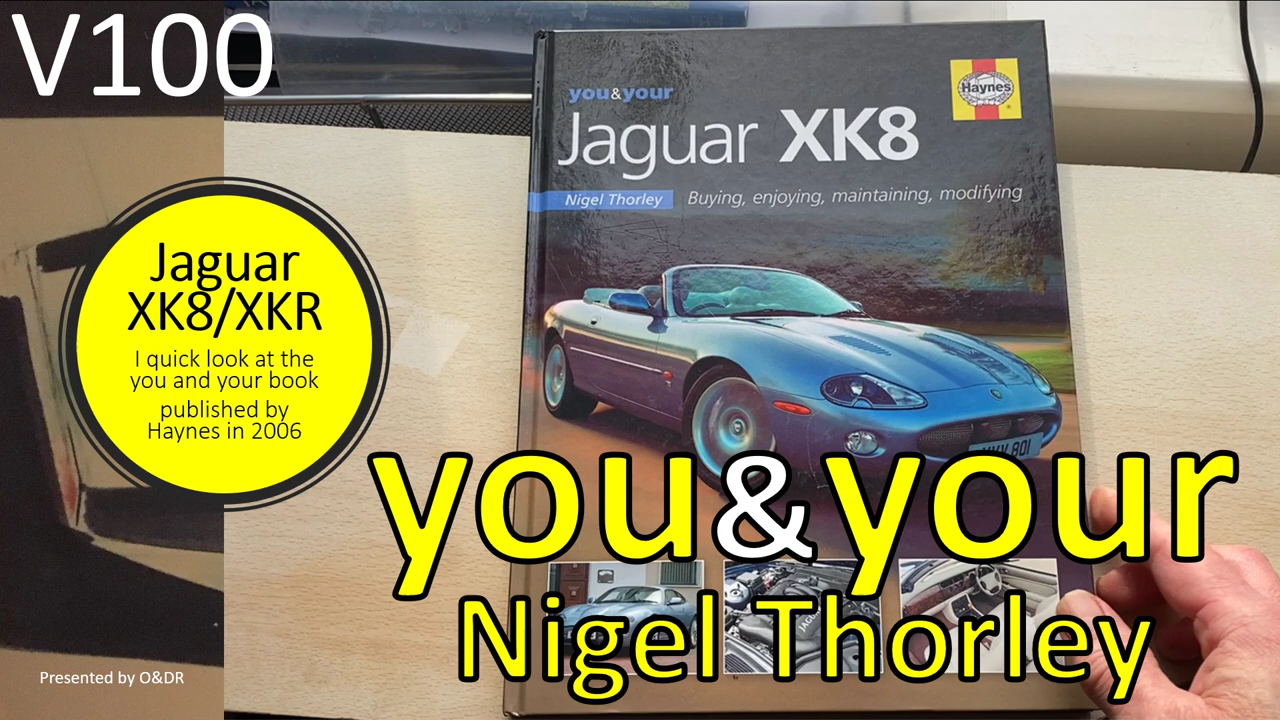 V100
Jaguar
XK8/XKR
I quick look at the
you and your book
published by
Haynes in 2006
Presented by O&DR
you&your
Haynes
Jaguar XK8
Nigel Thorley
Buying, enjoying, maintaining, modifying
you&your
Nigel Thorley